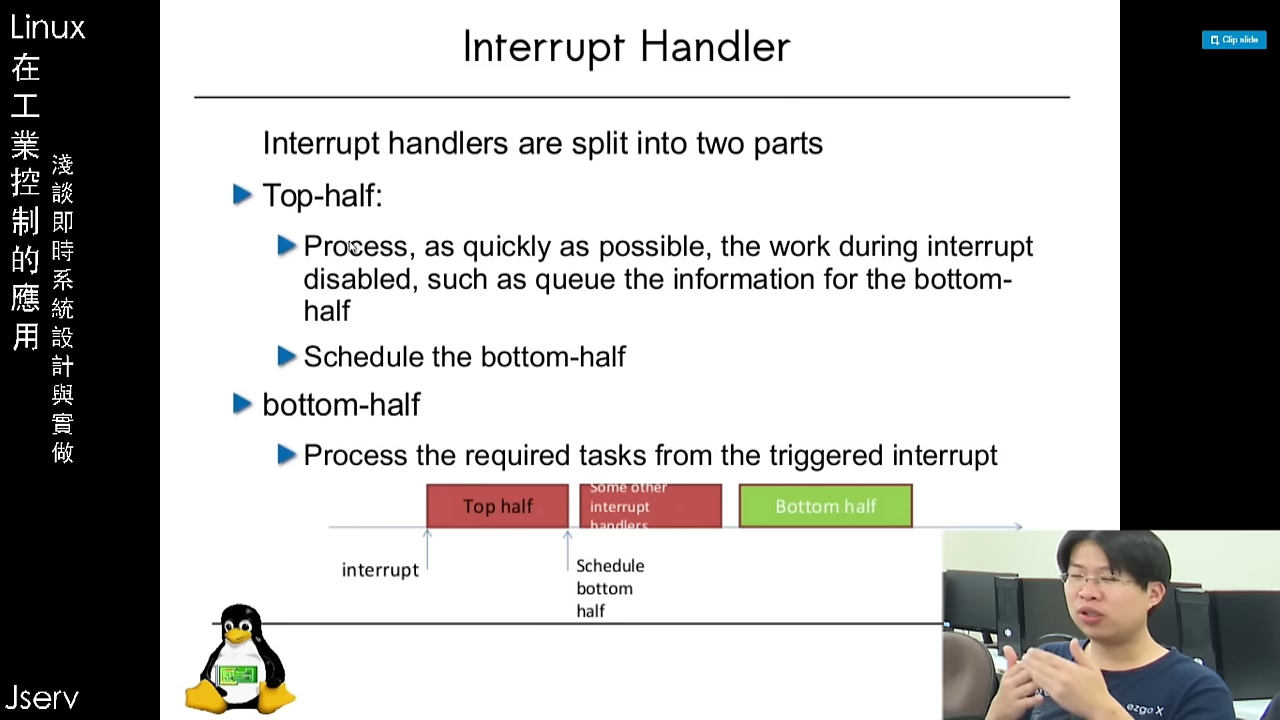 Linux
在工業控制的應用
淺談即時系統設計與實做
Jserv
Clip slide
Interrupt Handler
Interrupt handlers are split into two parts
Top-half:
Process, as quickly as possible, the work during interrupt
disabled, such as queue the information for the bottom-
half
Schedule the bottom-half
bottom-half
Process the required tasks from the triggered interrupt
Top half
Some other
interrupt
handlers
Bottom half
interrupt
Schedule
bottom
half
ezgo X